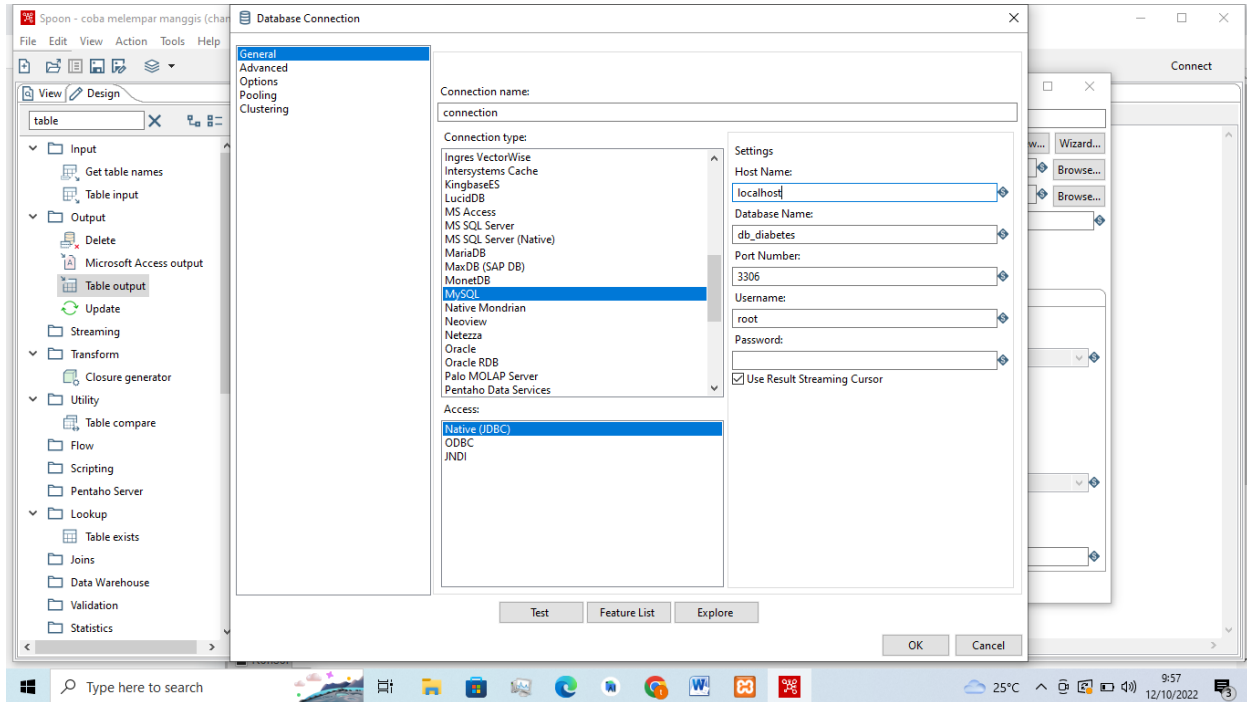 Spoon - coba melempar manggis (chan
File Edit View Action Tools Help
Connect
View Design
table
Input
Get table names
Table input
Output
Delete
Microsoft Access output
Table output
Update
Streaming
Transform
Closure generator
Utility
Table compare
Flow
Scripting
Pentaho Server
Lookup
Table exists
Joins
Data Warehouse
Validation
Statistics
Database Connection
General
Advanced
Options
Pooling
Clustering
Connection name:
connection
Connection type:
Ingres VectorWise
Intersystems Cache
KingbaseES
LucidDB
MS Access
MS SQL Server
MS SQL Server (Native)
MariaDB
MaxDB (SAP DB)
MonetDB
MySQL
Native Mondrian
Neoview
Netezza
Oracle
Oracle RDB
Palo MOLAP Server
Pentaho Data Services
Access:
Native (JDBC)
ODBC
JNDI
Settings
Host Name:
localhost
Database Name:
db_diabetes
Port Number:
3306
Username:
root
Password:
Use Result Streaming Cursor
Test Feature List Explore
OK Cancel
w... Wizard...
Browse...
Browse...
Type here to search
25°C
9:57
12/10/2022
3